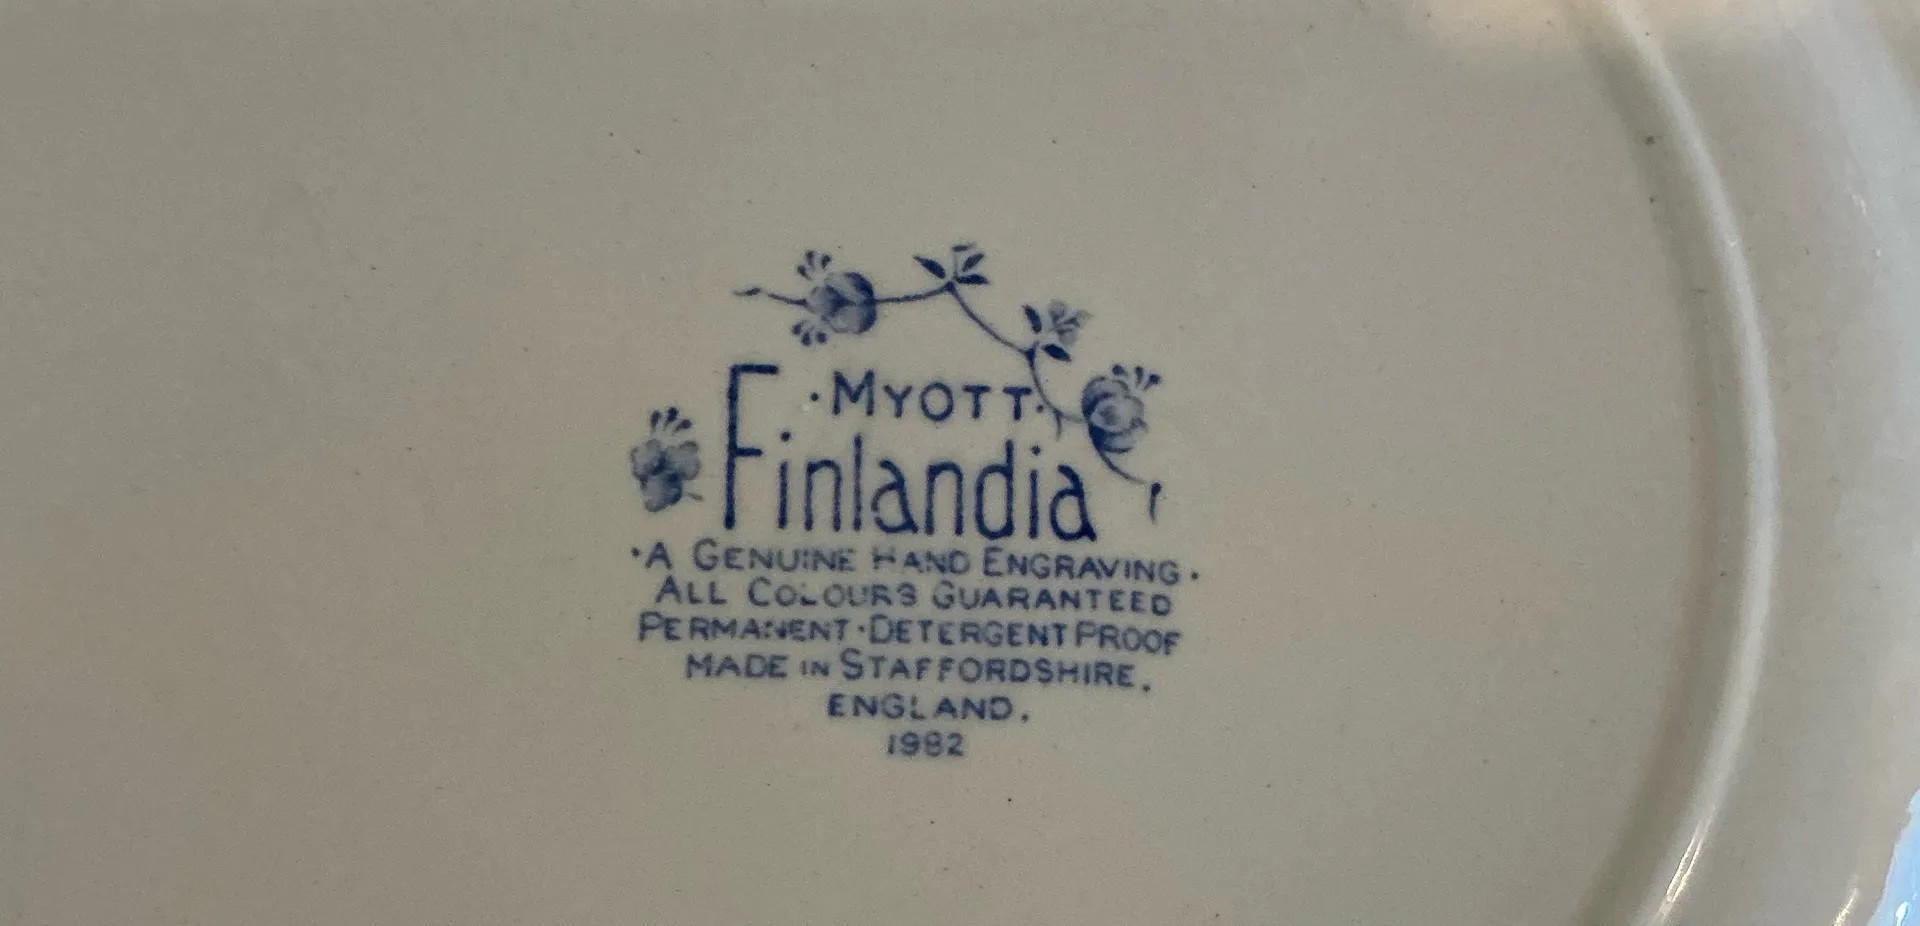 ·MYOTT·
Finlandia
·A GENUINE HAND ENGRAVING·
ALL COLOURS GUARANTEED
PERMANENT·DETERGENT PROOF
MADE IN STAFFORDSHIRE.
ENGLAND.
1982